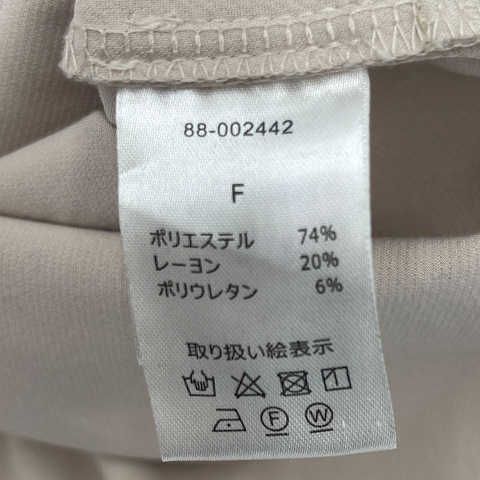 88-002442
F
ポリエステル 74%
レーヨン 20%
ポリウレタン 6%
取り扱い絵表示
F W